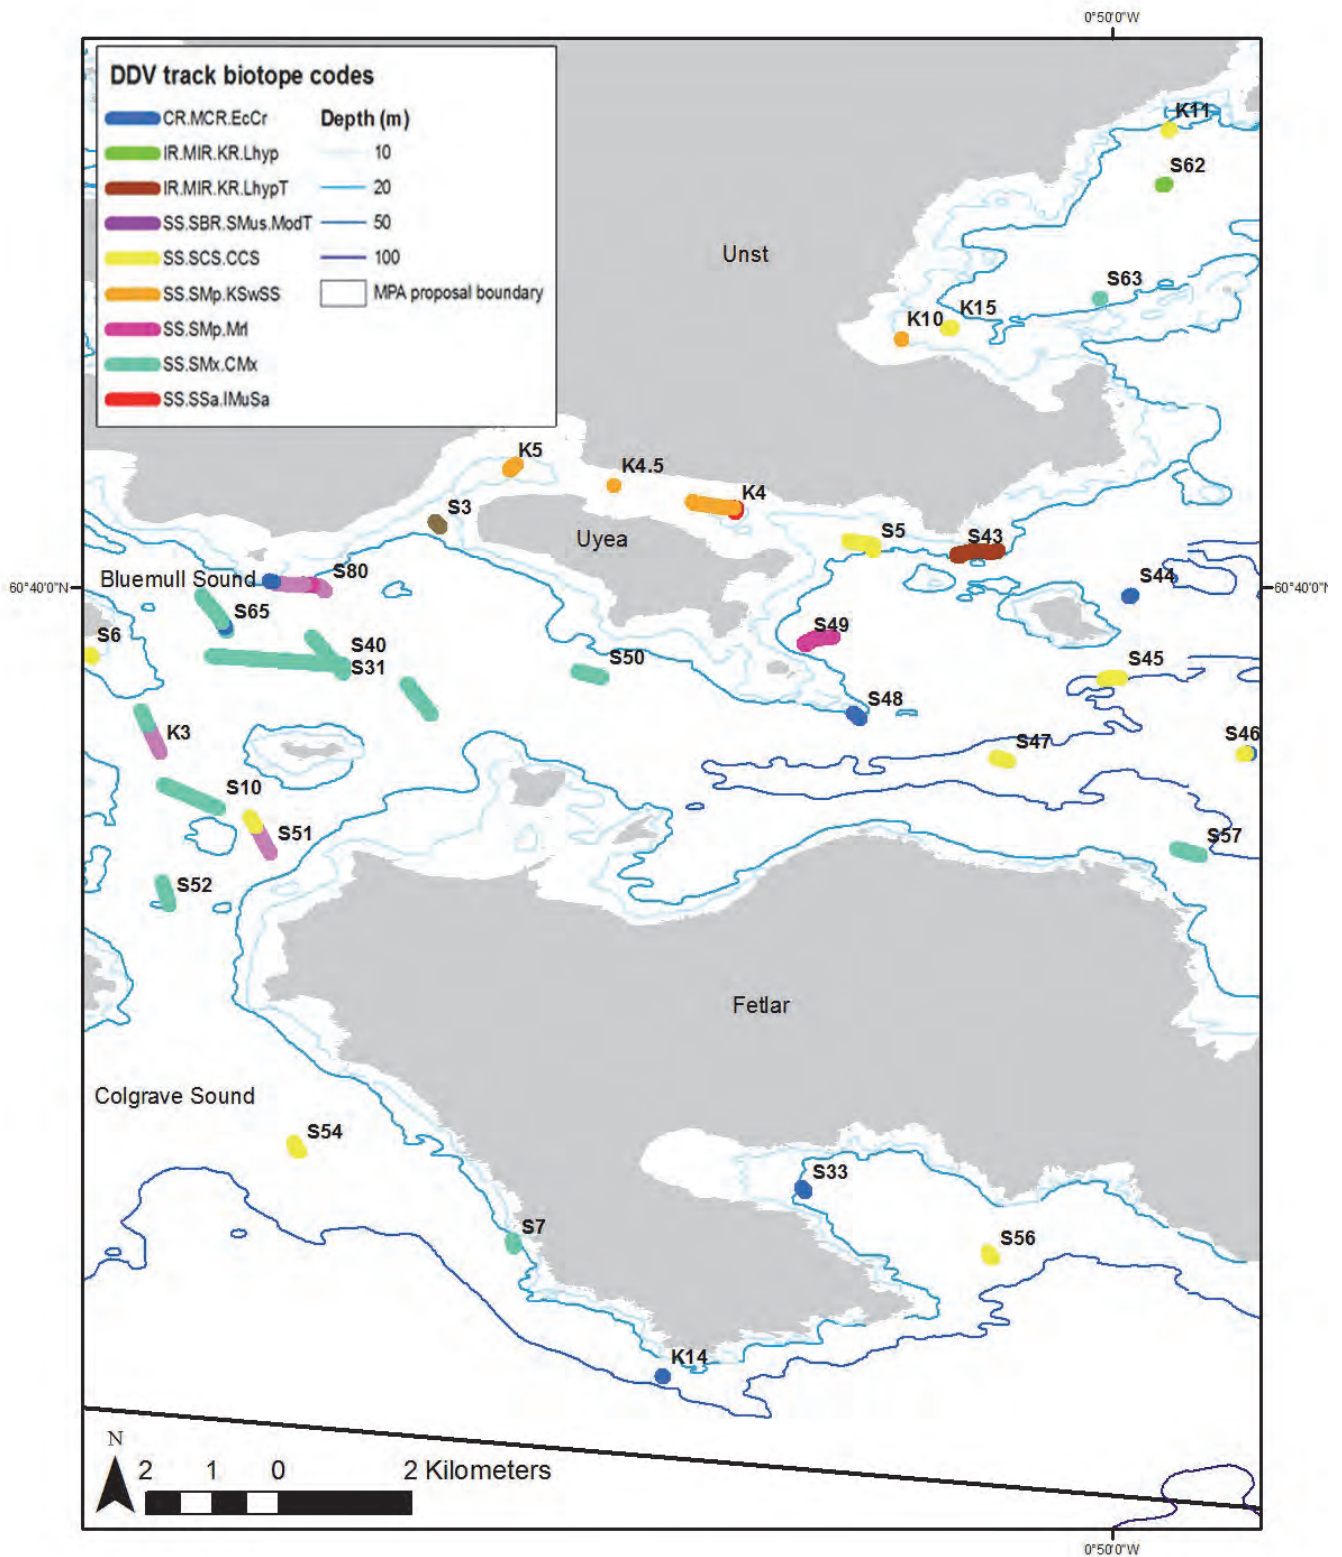 0°50'0"W
DDV track biotope codes
CR.MCR.EcCr
IR.MIR.KR.Lhyp
IR.MIR.KR.LhypT
SS.SBR.SMus.ModT
SS.SCS.CCS
SS.SMp.KSwSS
SS.SMp.Mrl
SS.SMx.CMx
SS.SSa.IMuSa
Depth (m)
10
20
50
100
MPA proposal boundary
K11
S62
Unst
S63
K10
K15
K5
K4.5
K4
S3
Uyea
S5
S43
60°40'0"N
Bluemull Sound
S80
S44
60°40'0"N
S65
S6
S40
S31
S49
S50
S45
S48
K3
S47
S46
S10
S51
S57
S52
Fetlar
Colgrave Sound
S54
S33
S7
S56
K14
N
2 1 0 2 Kilometers
0°50'0"W